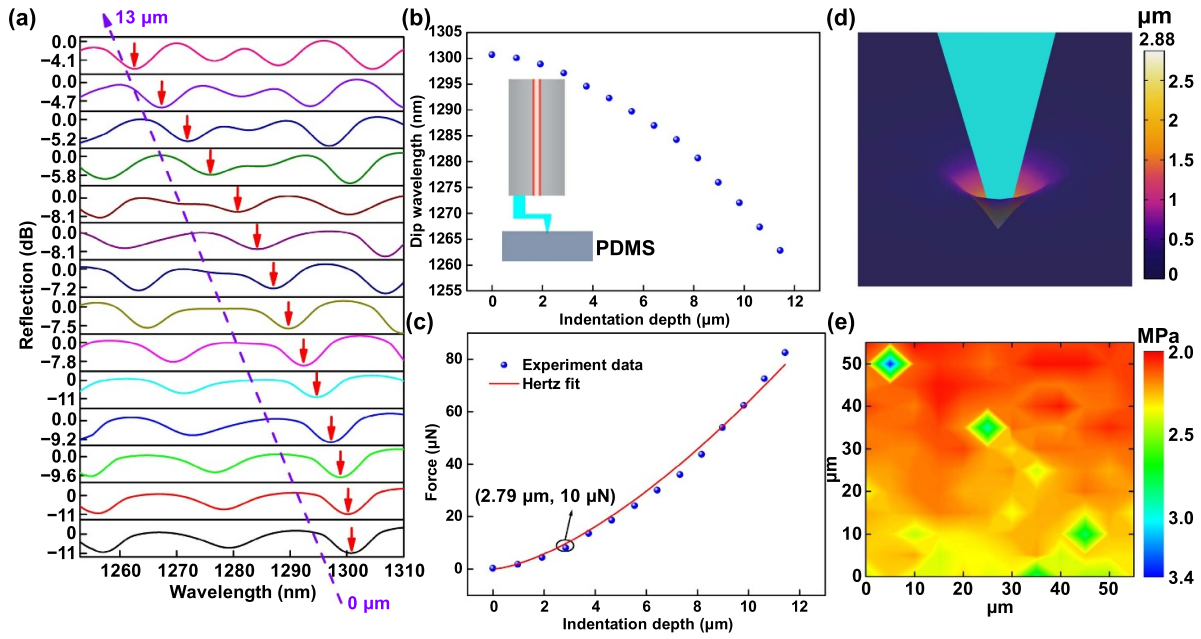 (a)
13 µm
0.0
−4.1
0.0
−4.7
0.0
−5.2
0.0
−5.8
0.0
−8.1
0.0
−8.1
0.0
−7.2
0.0
−7.5
0.0
−7.8
0
−11
0.0
−9.2
0.0
−9.6
0
−11
0
−11
Reflection (dB)
1260 1270 1280 1290 1300 1310
Wavelength (nm)
0 µm
(b)
1305
1300
1295
1290
1285
1280
1275
1270
1265
1260
1255
Dip wavelength (nm)
PDMS
0 2 4 6 8 10 12
Indentation depth (µm)
(c)
80
60
40
20
0
Force (µN)
Experiment data
Hertz fit
(2.79 µm, 10 µN)
0 2 4 6 8 10 12
Indentation depth (µm)
(d)
µm
2.88
2.5
2
1.5
1
0.5
0
(e)
MPa
50
40
30
20
10
0
µm
0 10 20 30 40 50
µm
2.0
2.5
3.0
3.4